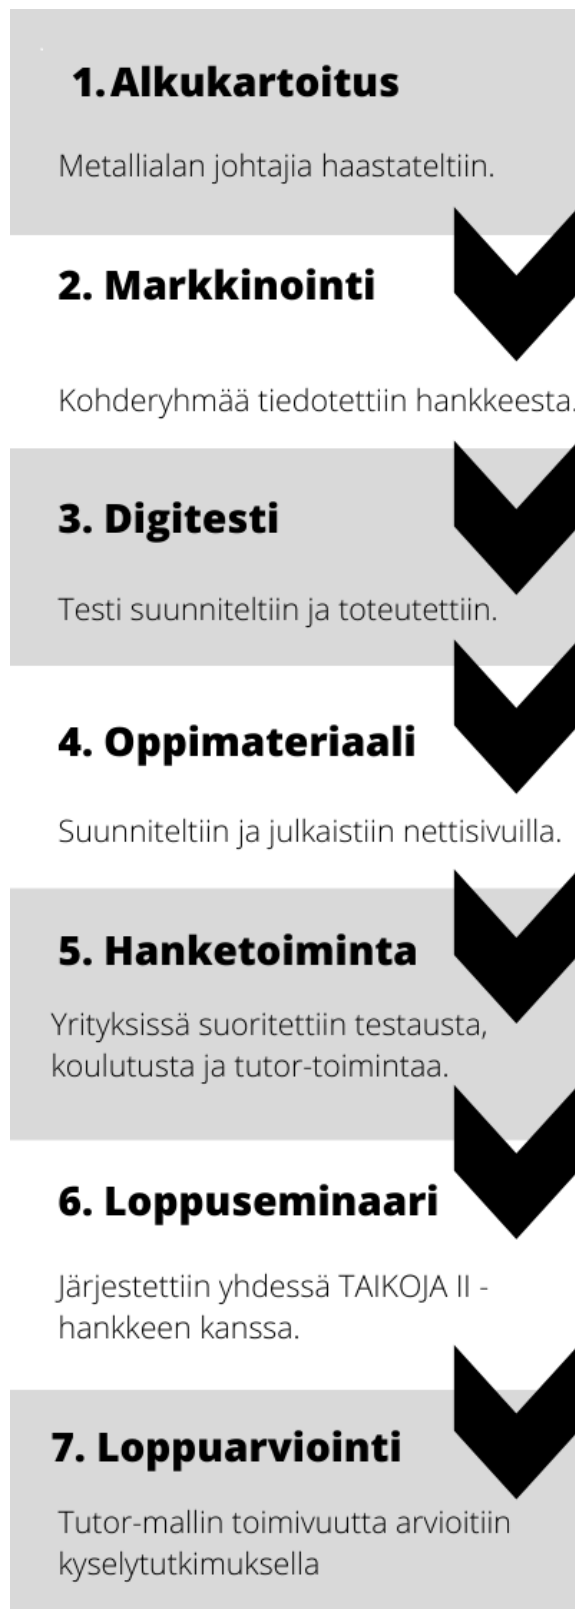 1. Alkukartoitus
Metallialan johtajia haastateltiin.
2. Markkinointi
Kohderyhmää tiedotettiin hankkeesta.
3. Digitesti
Testi suunniteltiin ja toteutettiin.
4. Oppimateriaali
Suunniteltiin ja julkaistiin nettisivuilla.
5. Hanketoiminta
Yrityksissä suoritettiin testausta,
koulutusta ja tutor-toimintaa.
6. Loppuseminaari
Järjestettiin yhdessä TAIKOJA II -
hankkeen kanssa.
7. Loppuarviointi
Tutor-mallin toimivuutta arvioitiin
kyselytutkimuksella